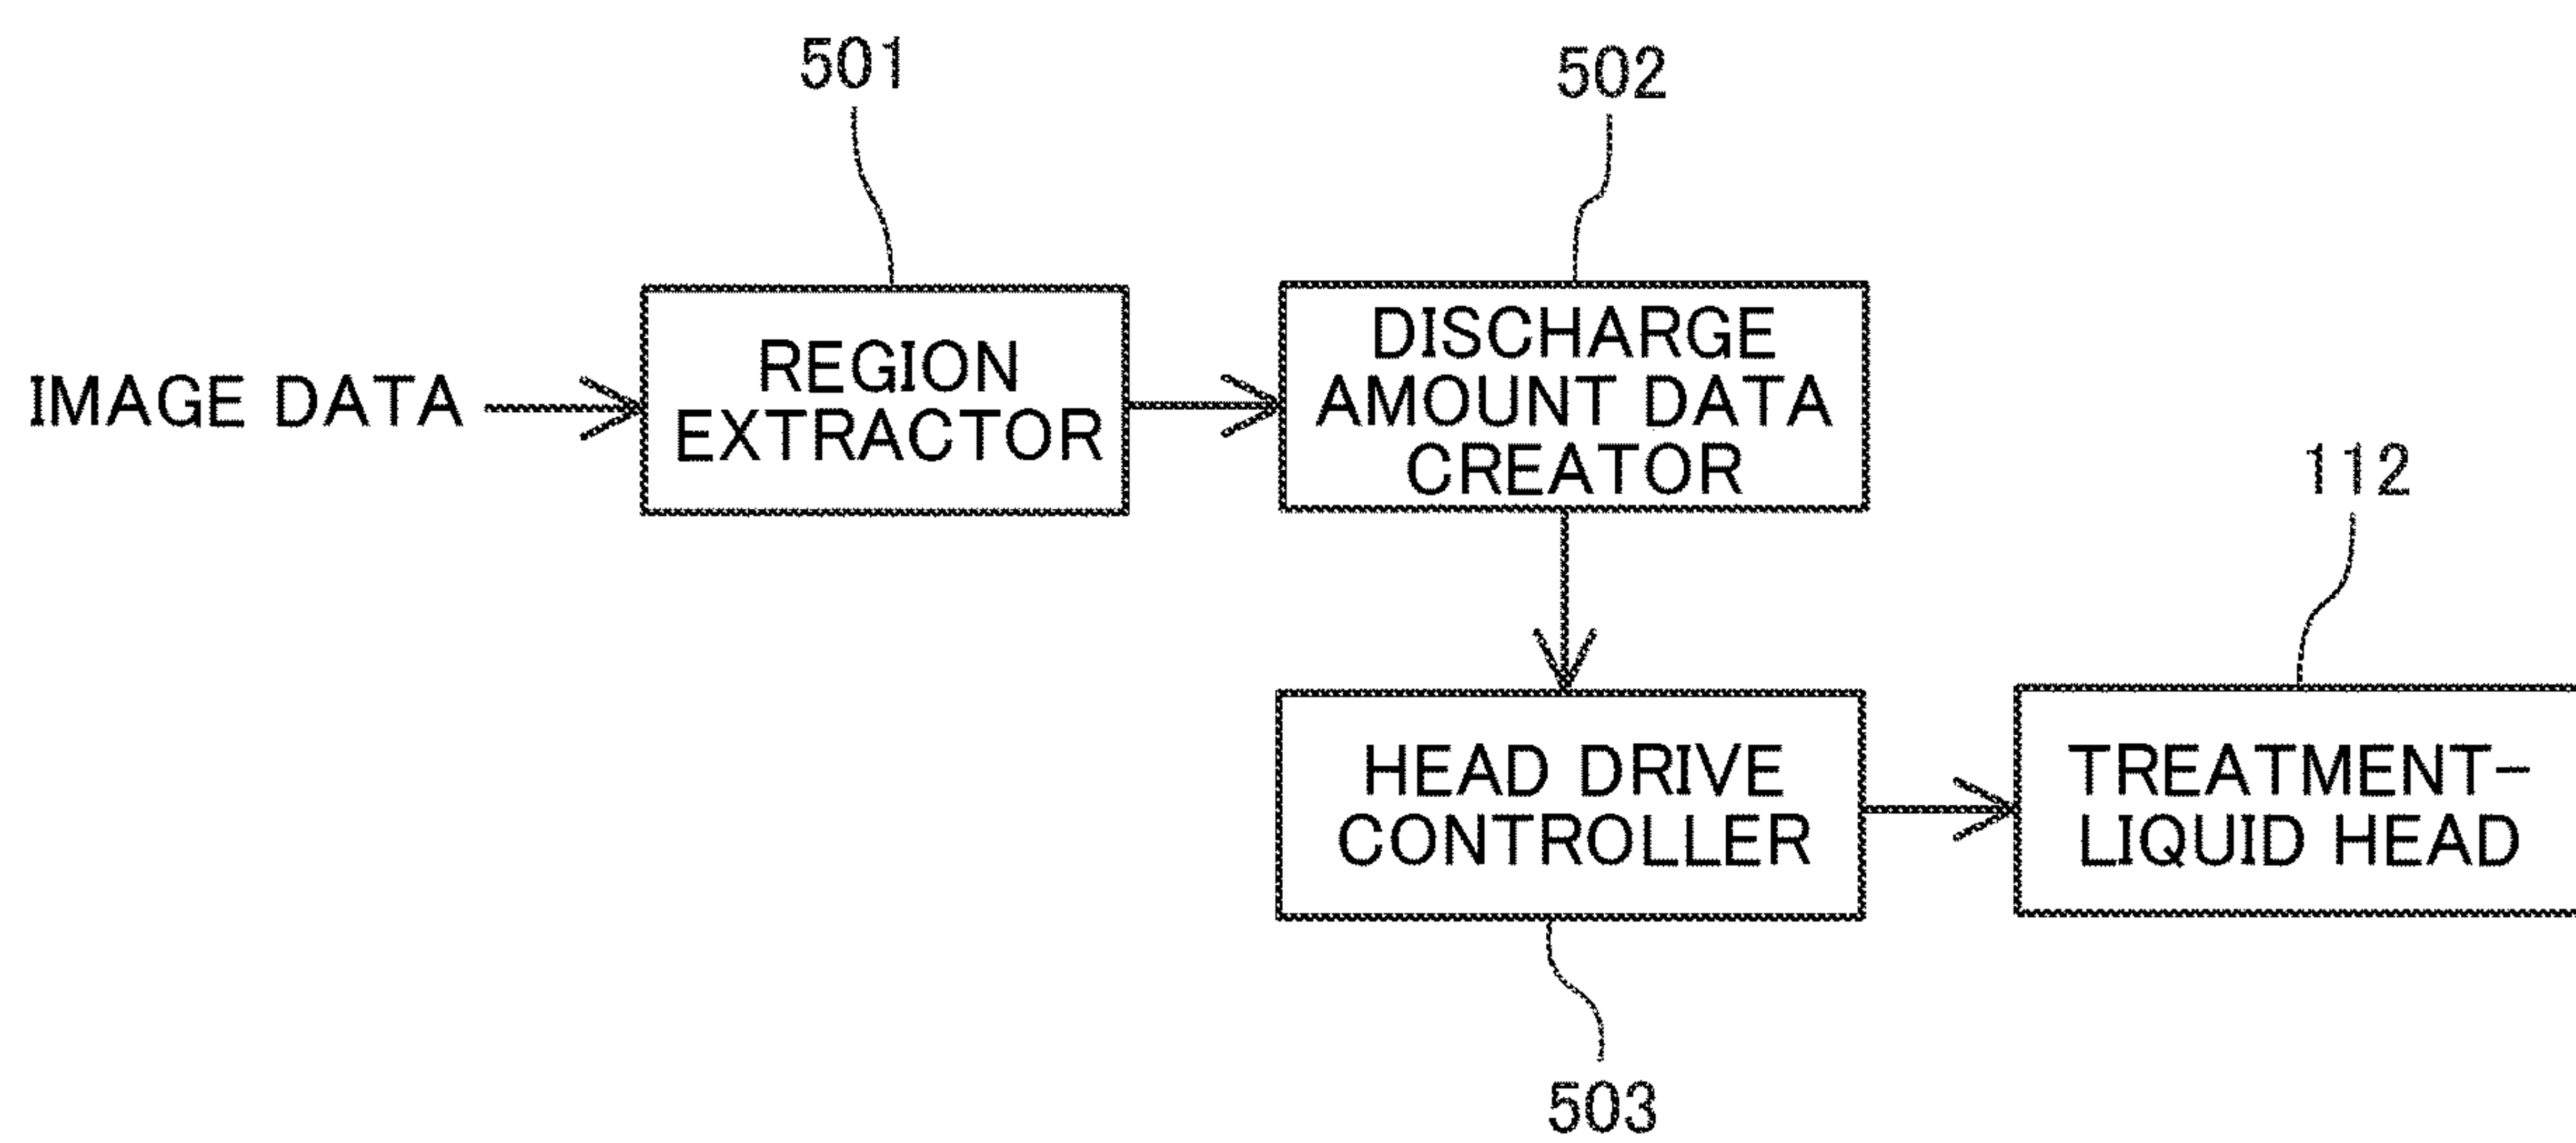 501
502
IMAGE DATA
REGION
EXTRACTOR
DISCHARGE
AMOUNT DATA
CREATOR
112
HEAD DRIVE
CONTROLLER
TREATMENT-
LIQUID HEAD
503